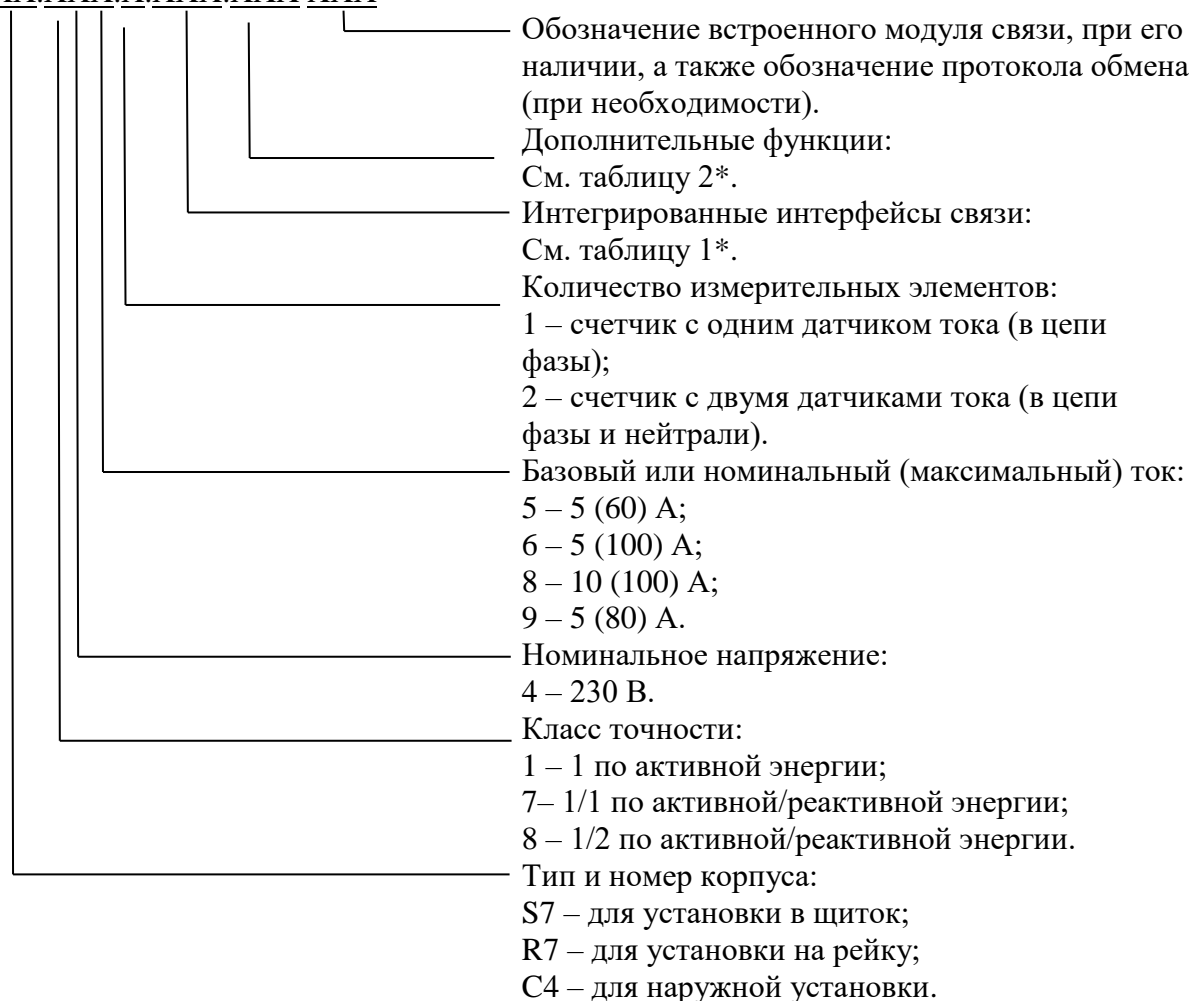 Обозначение встроенного модуля связи, при его
наличии, а также обозначение протокола обмена
(при необходимости).
Дополнительные функции:
См. таблицу 2*.
Интегрированные интерфейсы связи:
См. таблицу 1*.
Количество измерительных элементов:
1 – счетчик с одним датчиком тока (в цепи
фазы);
2 – счетчик с двумя датчиками тока (в цепи
фазы и нейтрали).
Базовый или номинальный (максимальный) ток:
5 – 5 (60) А;
6 – 5 (100) А;
8 – 10 (100) А;
9 – 5 (80) А.
Номинальное напряжение:
4 – 230 В.
Класс точности:
1 – 1 по активной энергии;
7– 1/1 по активной/реактивной энергии;
8 – 1/2 по активной/реактивной энергии.
Тип и номер корпуса:
S7 – для установки в щиток;
R7 – для установки на рейку;
C4 – для наружной установки.